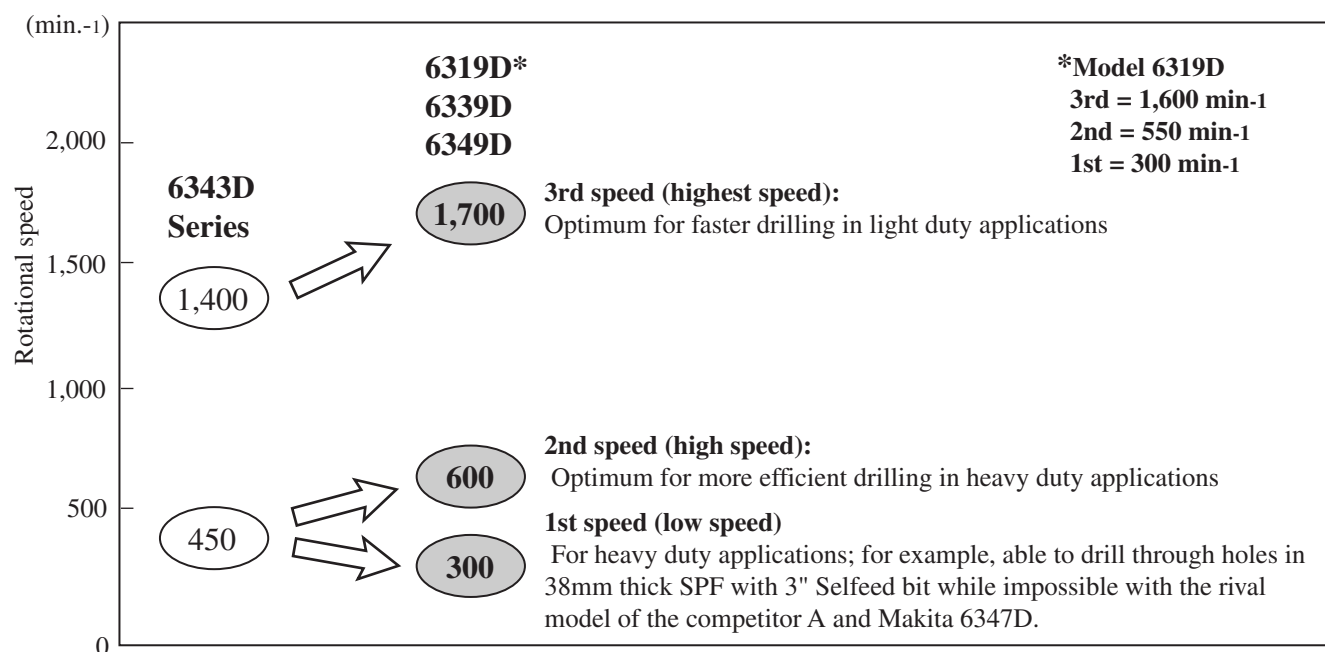 (min.-1)
Rotational speed
2,000
1,500
1,000
500
0
6343D
Series
1,400
450
6319D*
6339D
6349D
1,700
600
300
3rd speed (highest speed):
Optimum for faster drilling in light duty applications
2nd speed (high speed):
Optimum for more efficient drilling in heavy duty applications
1st speed (low speed)
For heavy duty applications; for example, able to drill through holes in
38mm thick SPF with 3" Selfeed bit while impossible with the rival
model of the competitor A and Makita 6347D.
*Model 6319D
3rd = 1,600 min-1
2nd = 550 min-1
1st = 300 min-1